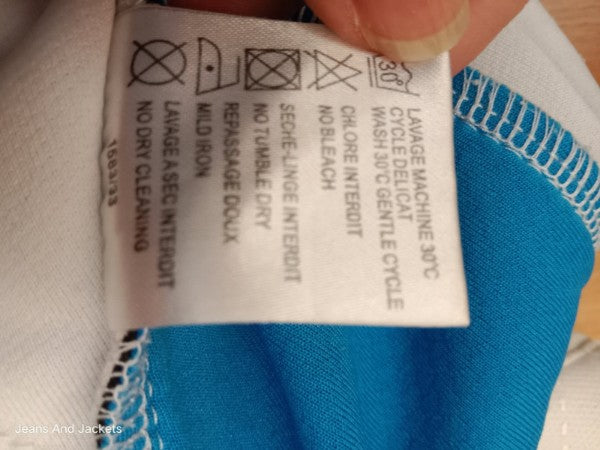 30°
LAVAGE MACHINE 30°C
CYCLE DELICAT
WASH 30°C GENTLE CYCLE
CHLORE INTERDIT
NO BLEACH
SECHE-LINGE INTERDIT
NO TUMBLE DRY
REPASSAGE DOUX
MILD IRON
LAVAGE A SEC INTERDIT
NO DRY CLEANING
Jeans And Jackets